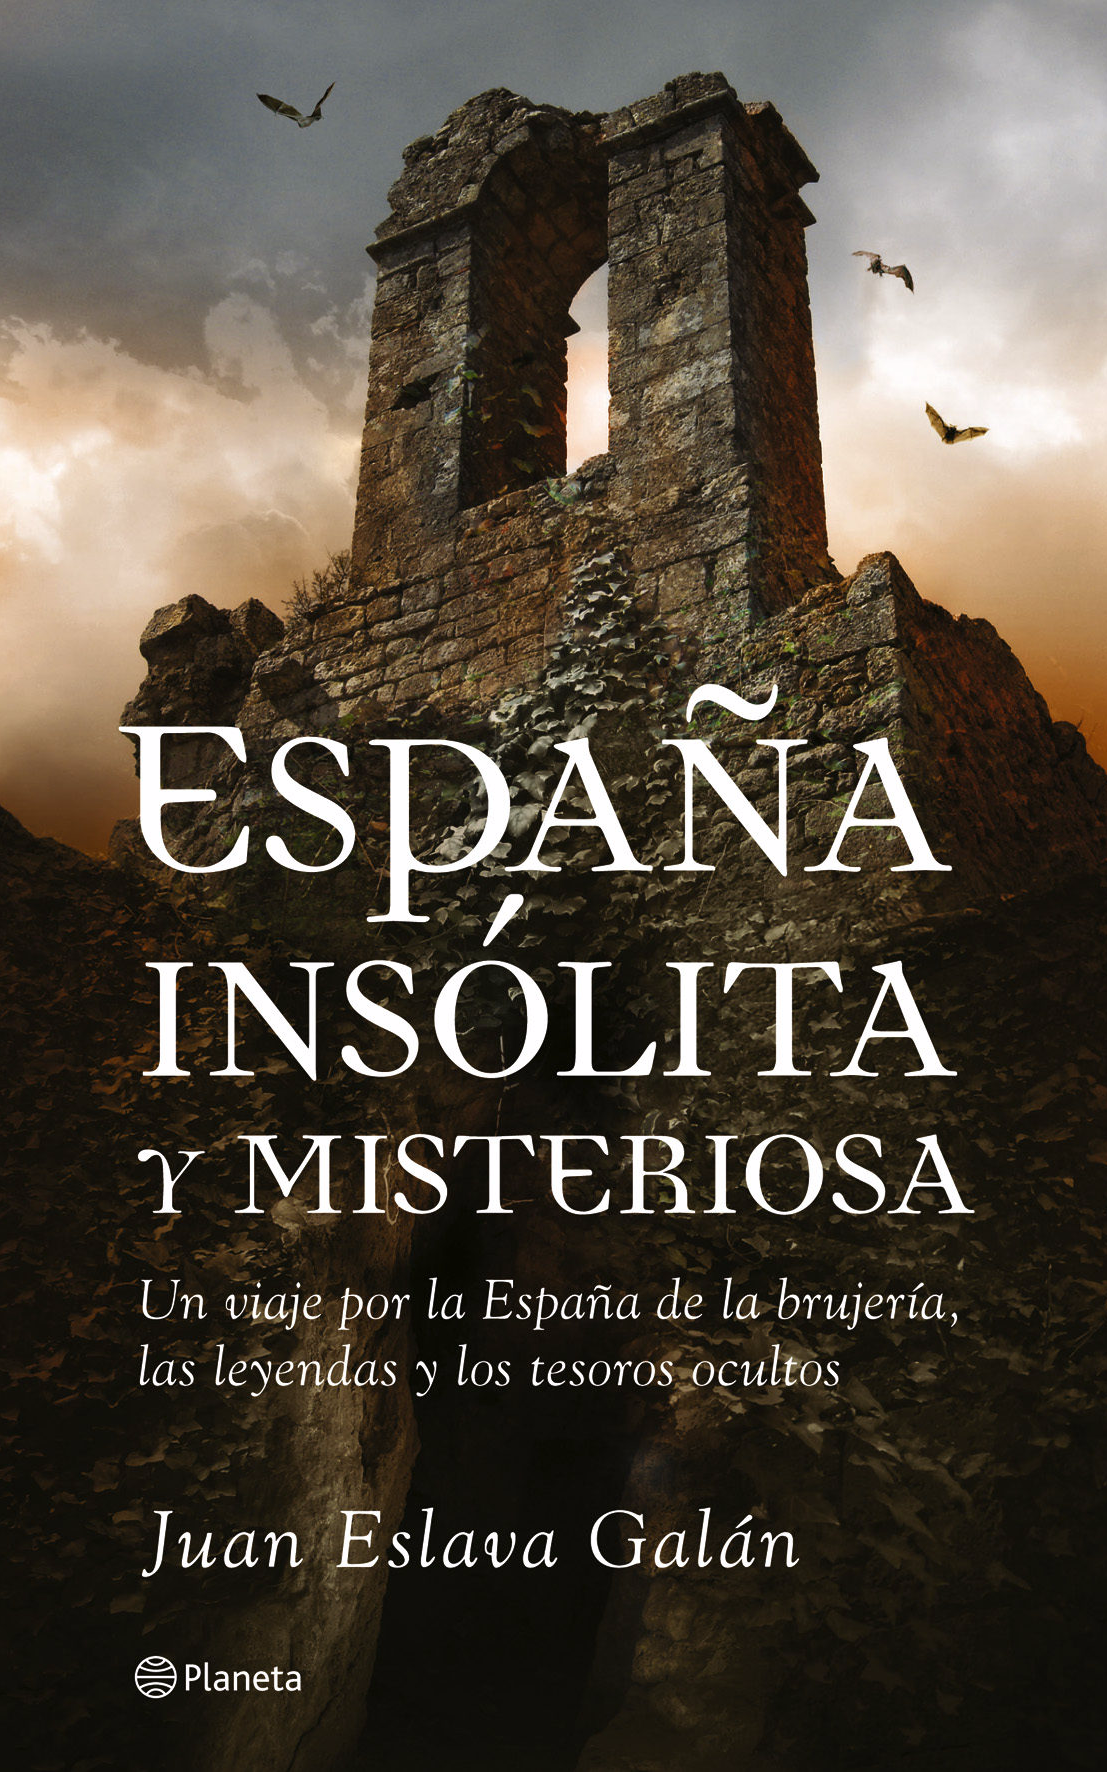 España
insólita
y misteriosa
Un viaje por la España de la brujería,
las leyendas y los tesoros ocultos
Juan Eslava Galán
Planeta